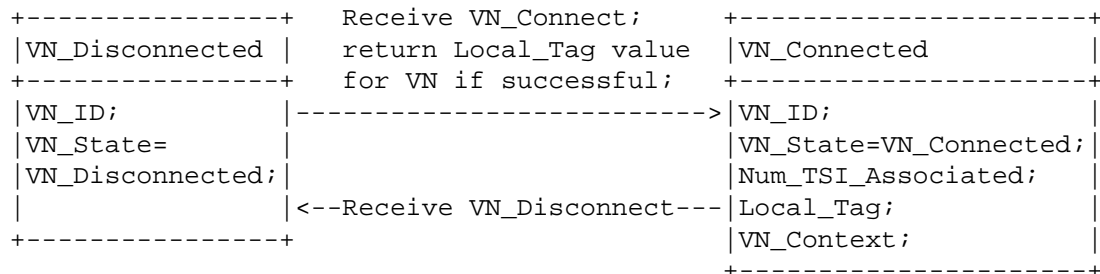 +----------------+   Receive VN_Connect;     +----------------------+
|VN_Disconnected |   return Local_Tag value  |VN_Connected          |
+----------------+   for VN if successful;   +----------------------+
|VN_ID;          |-------------------------->|VN_ID;                |
|VN_State=       |                           |VN_State=VN_Connected;|
|VN_Disconnected;|                           |Num_TSI_Associated;   |
|                |<--Receive VN_Disconnect---|Local_Tag;            |
+----------------+                           |VN_Context;           |
                                             +----------------------+